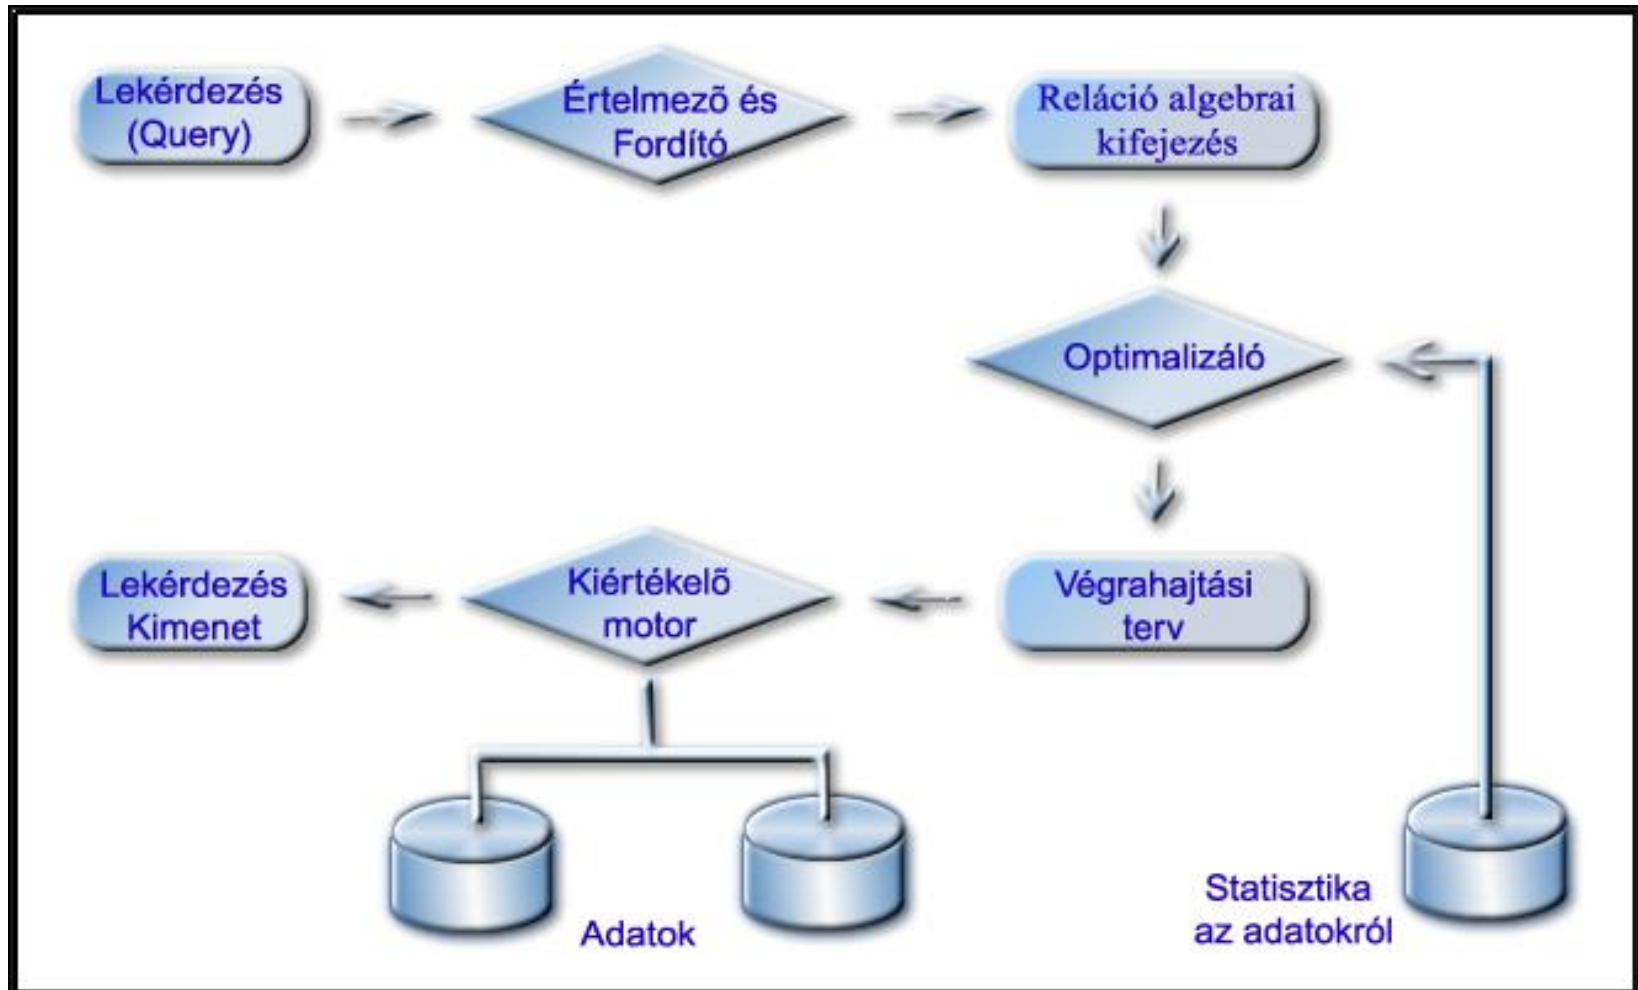 Lekérdezés
(Query)
Értelmezõ és
Fordító
Reláció algebrai
kifejezés
Optimalizáló
Végrahajtási
terv
Kiértékelõ
motor
Lekérdezés
Kimenet
Adatok
Statisztika
az adatokról